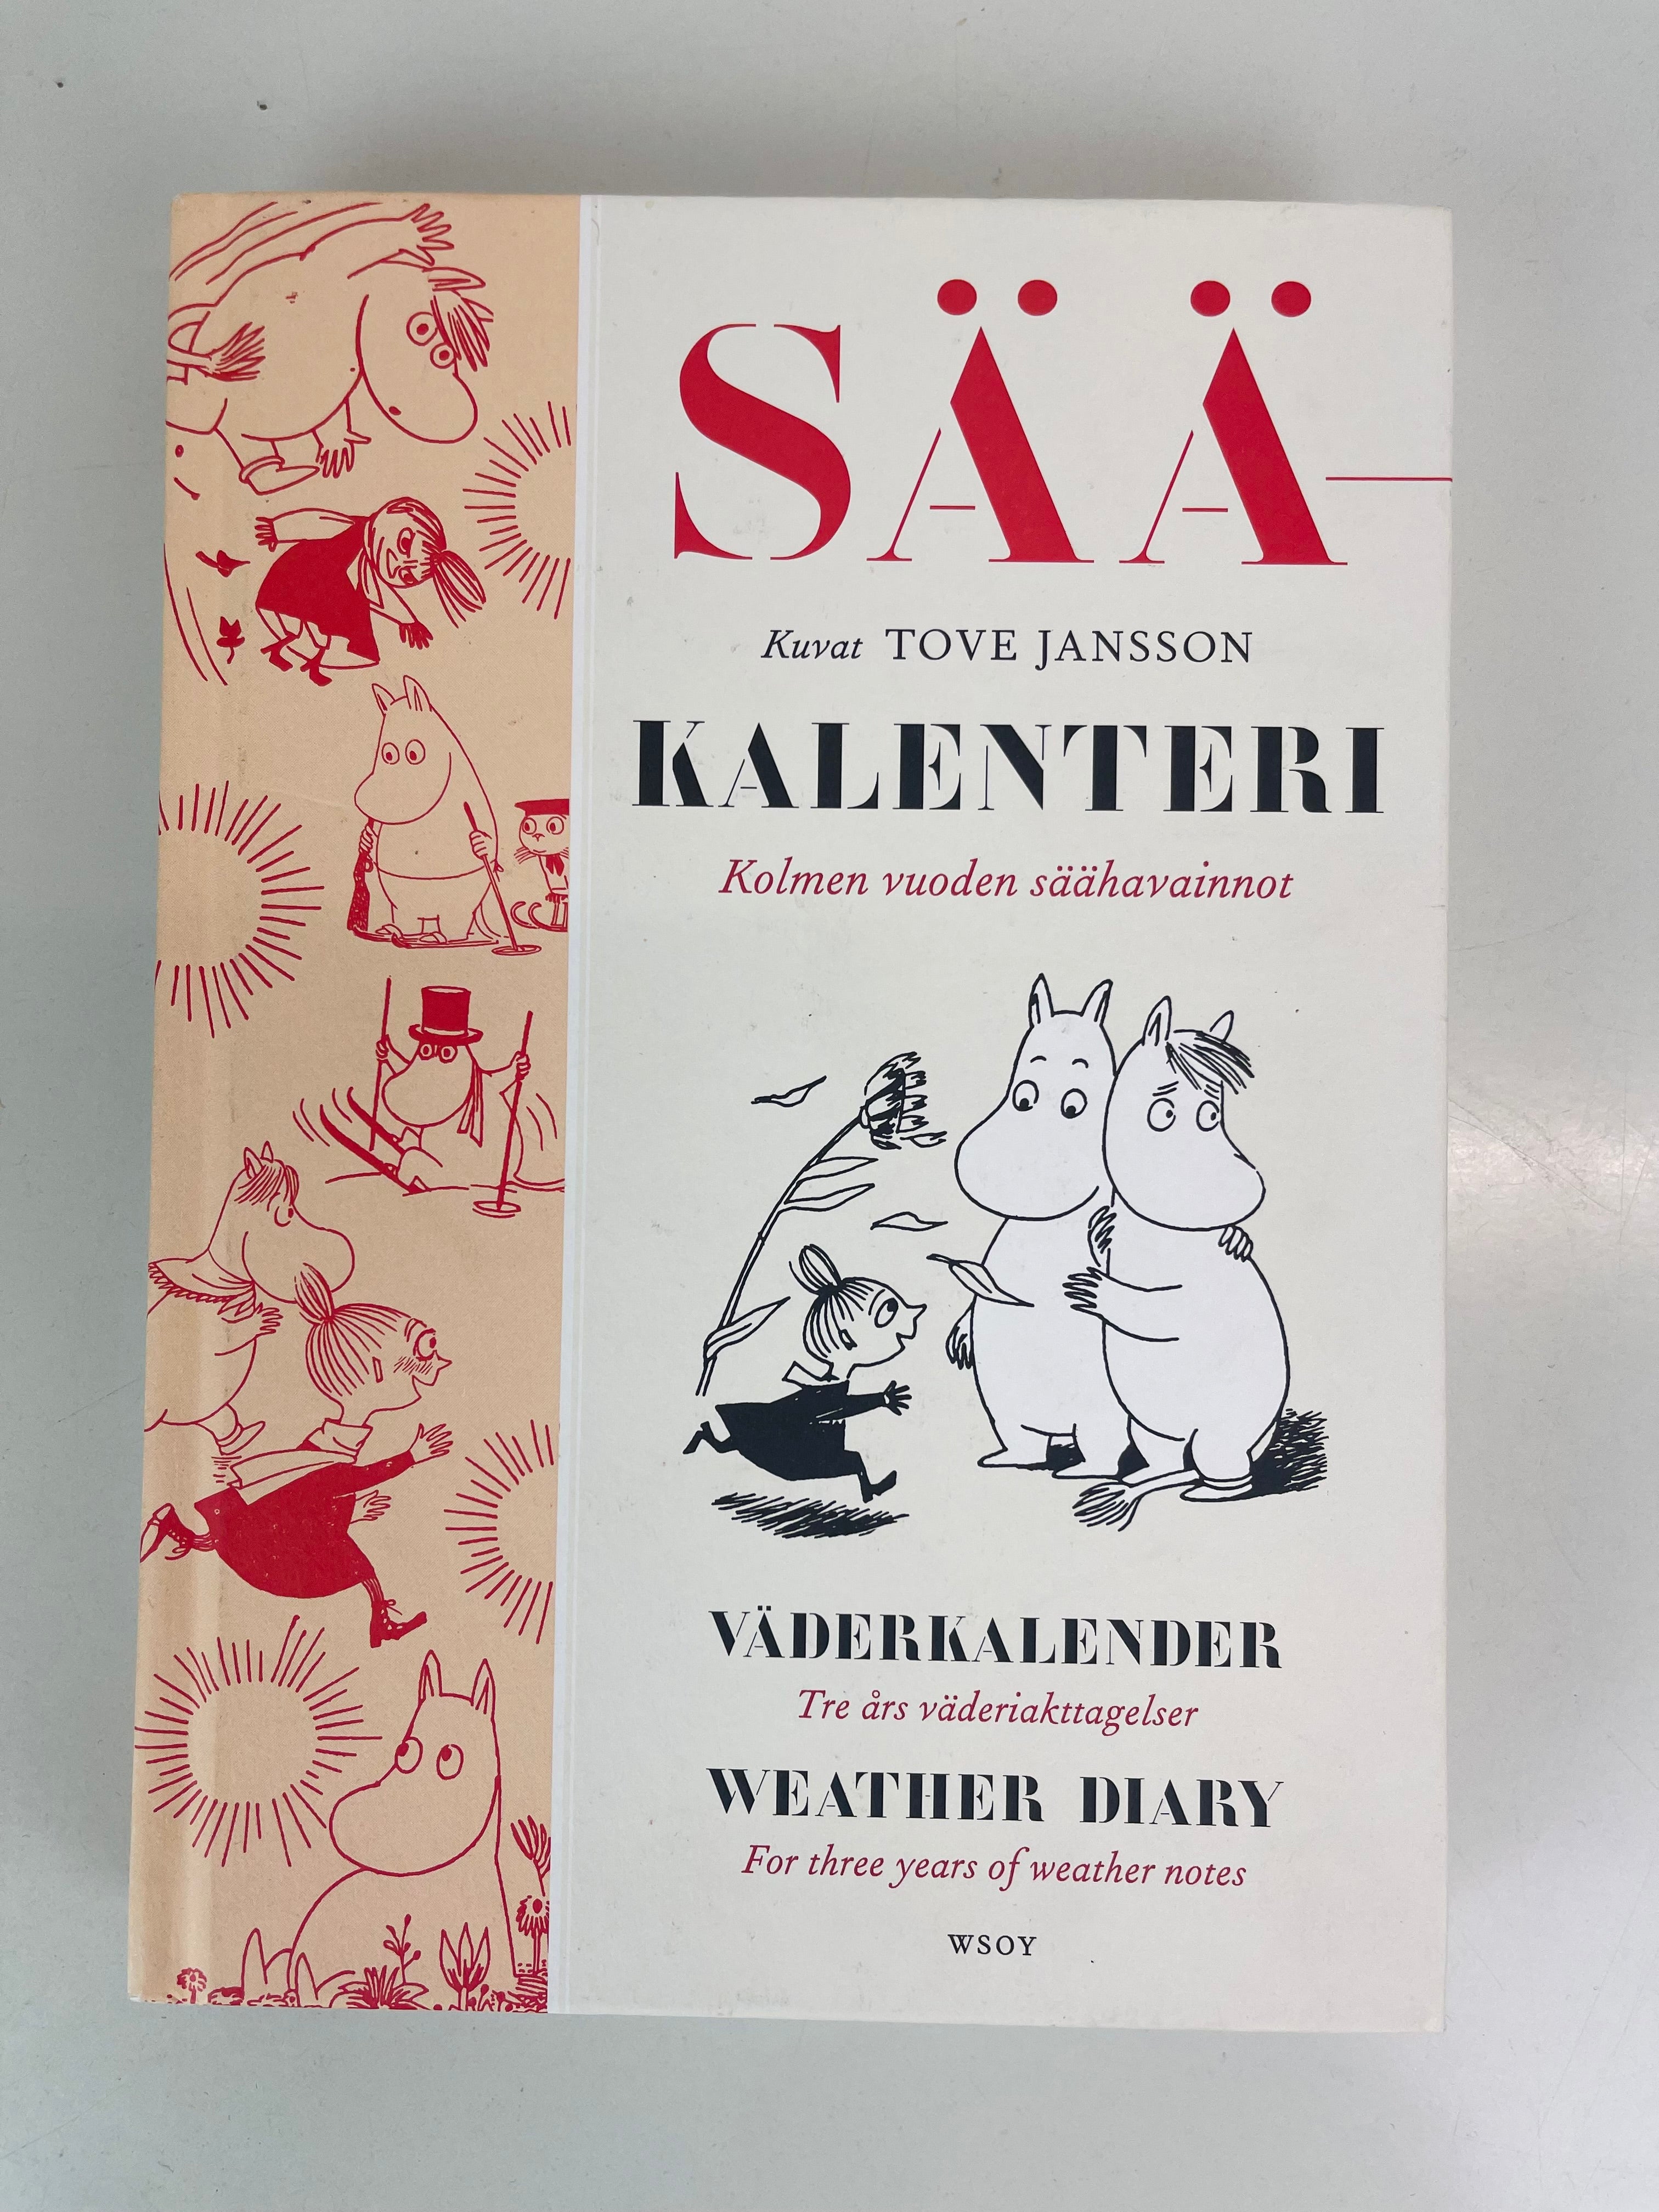 SÄÄ-
Kuvat TOVE JANSSON
KALENTERI
Kolmen vuoden säähavainnot
VÄDERKALENDER
Tre års väderiakttagelser
WEATHER DIARY
For three years of weather notes
WSOY